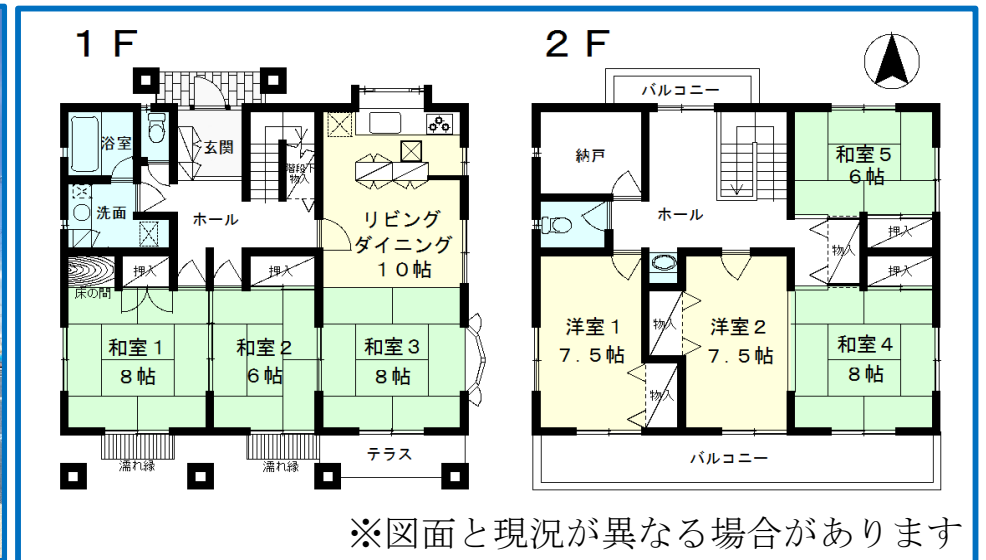 1F
浴室
玄関
階段下
物入
洗面
ホール
リビング
ダイニング
10帖
床の間
押入
押入
和室1
8帖
和室2
6帖
和室3
8帖
濡れ縁
濡れ縁
テラス
2F
バルコニー
納戸
和室5
6帖
ホール
物入
押入
押入
洋室1
7.5帖
物入
洋室2
7.5帖
和室4
8帖
物入
バルコニー
※図面と現況が異なる場合があります